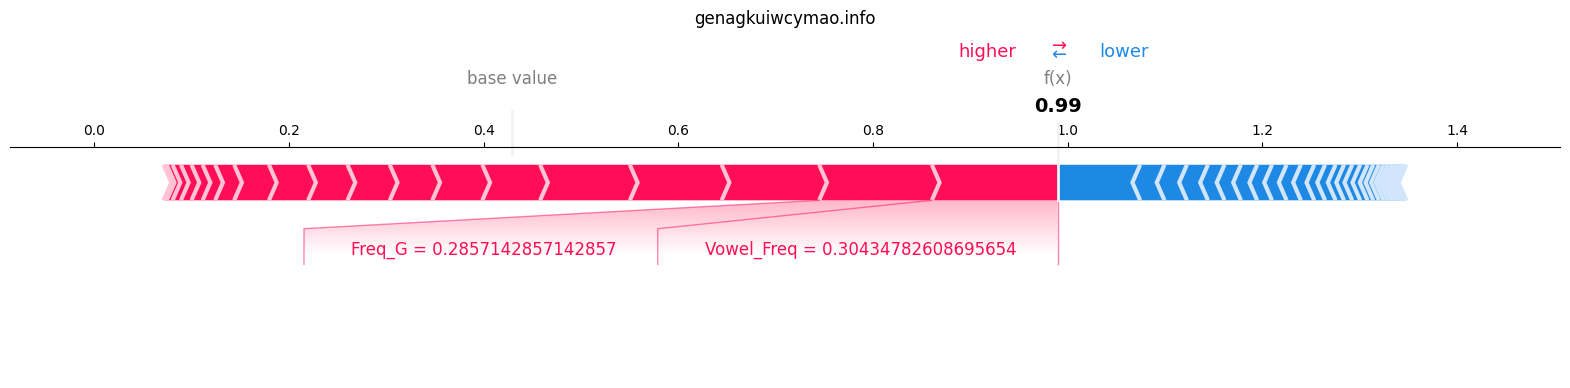 genagkuiwcymao.info
higher → ← lower
base value f(x)
0.99
0.0 0.2 0.4 0.6 0.8 1.0 1.2 1.4
Freq_G = 0.2857142857142857 Vowel_Freq = 0.30434782608695654